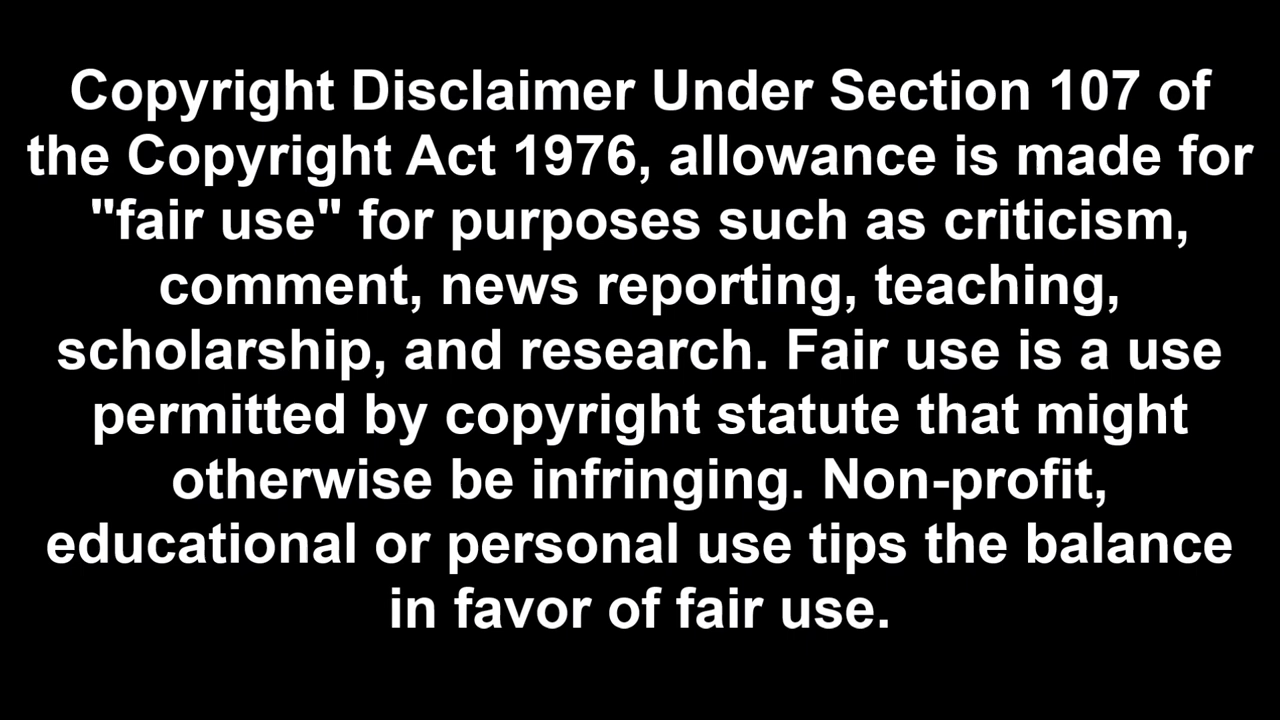 Copyright Disclaimer Under Section 107 of
the Copyright Act 1976, allowance is made for
"fair use" for purposes such as criticism,
comment, news reporting, teaching,
scholarship, and research. Fair use is a use
permitted by copyright statute that might
otherwise be infringing. Non-profit,
educational or personal use tips the balance
in favor of fair use.